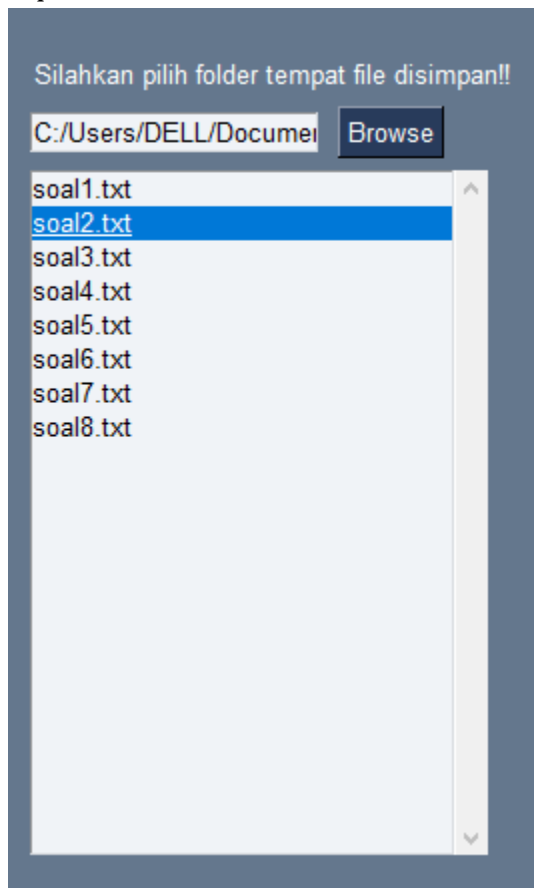 Silahkan pilih folder tempat file disimpan!!
C:/Users/DELL/Documer Browse
soal1.txt
soal2.txt
soal3.txt
soal4.txt
soal5.txt
soal6.txt
soal7.txt
soal8.txt